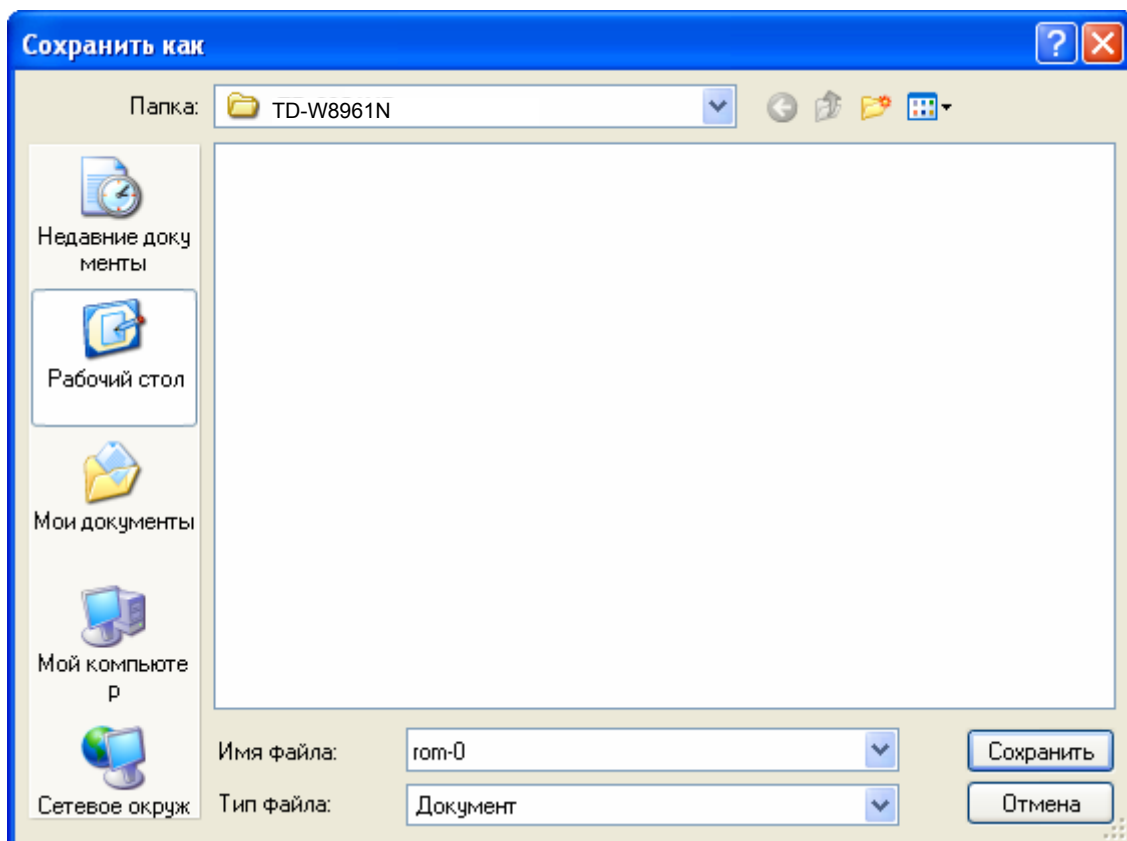 Сохранить как
Папка:
TD-W8961N
Недавние доку
менты
Рабочий стол
Мои документы
Мой компьюте
р
Сетевое окруж
Имя файла:
rom-0
Сохранить
Тип файла:
Документ
Отмена